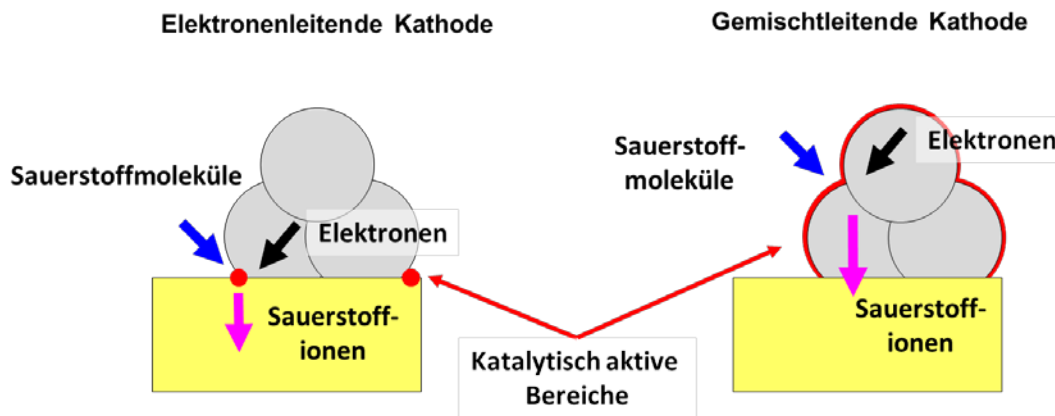 Elektronenleitende Kathode
Gemischtleitende Kathode
Sauerstoffmoleküle
Elektronen
Sauerstoff-
ionen
Sauerstoff-
moleküle
Elektronen
Sauerstoff-
ionen
Katalytisch aktive
Bereiche